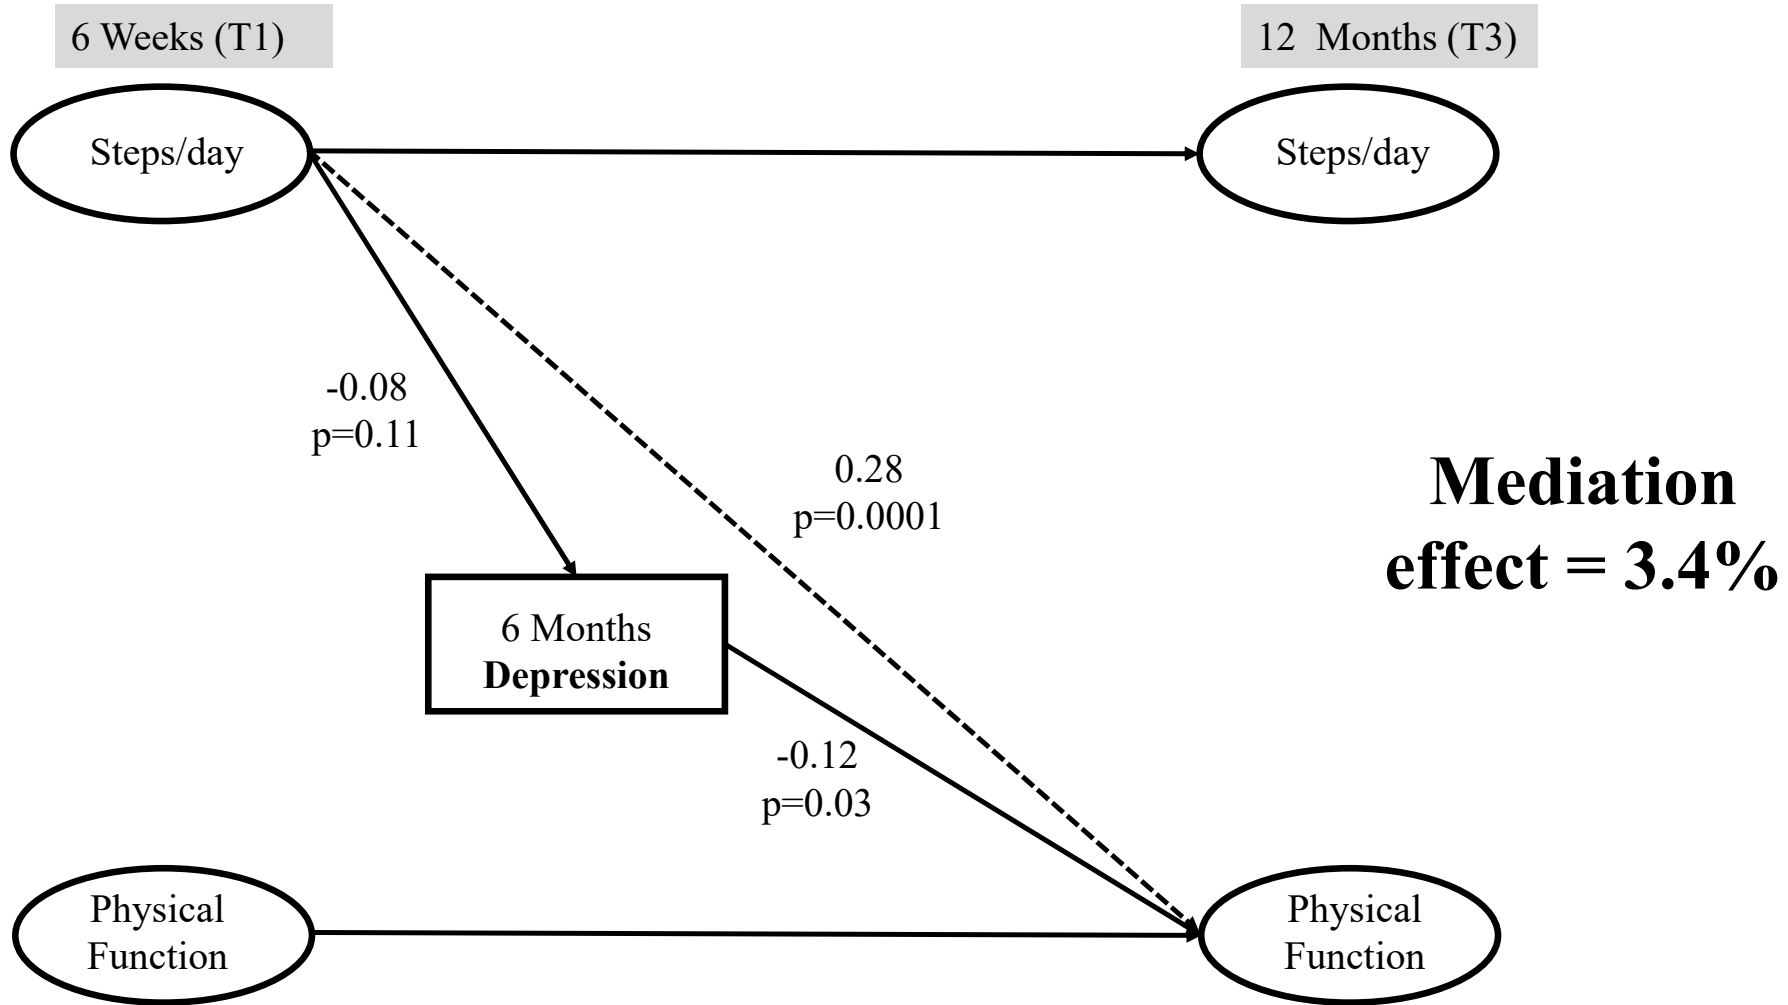 6 Weeks (T1)
12 Months (T3)
Steps/day
Steps/day
-0.08
p=0.11
0.28
p=0.0001
Mediation
effect = 3.4%
6 Months
Depression
-0.12
p=0.03
Physical
Function
Physical
Function